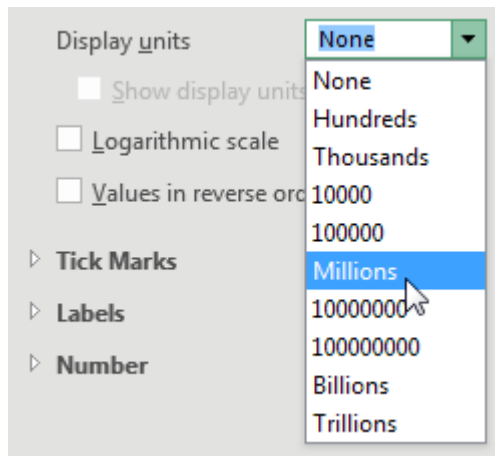 Display units
None
Show display units
None
Hundreds
Logarithmic scale
Thousands
Values in reverse orc
10000
100000
Tick Marks
Millions
Labels
10000000
100000000
Number
Billions
Trillions